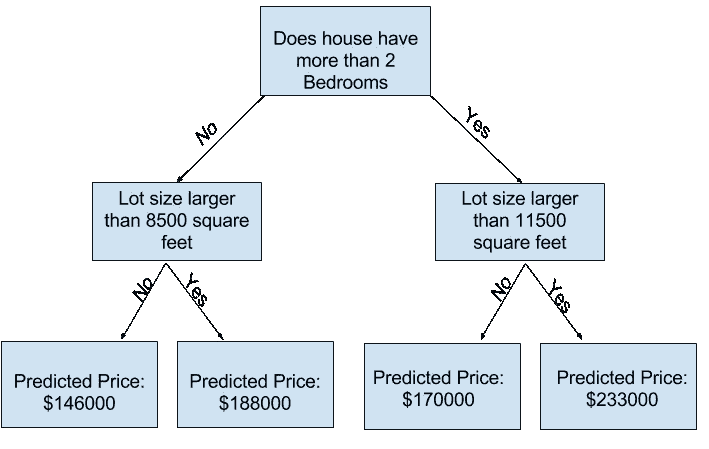 Does house have
more than 2
Bedrooms
No
Yes
Lot size larger
than 8500 square
feet
Lot size larger
than 11500
square feet
No
Yes
No
Yes
Predicted Price:
$146000
Predicted Price:
$188000
Predicted Price:
$170000
Predicted Price:
$233000